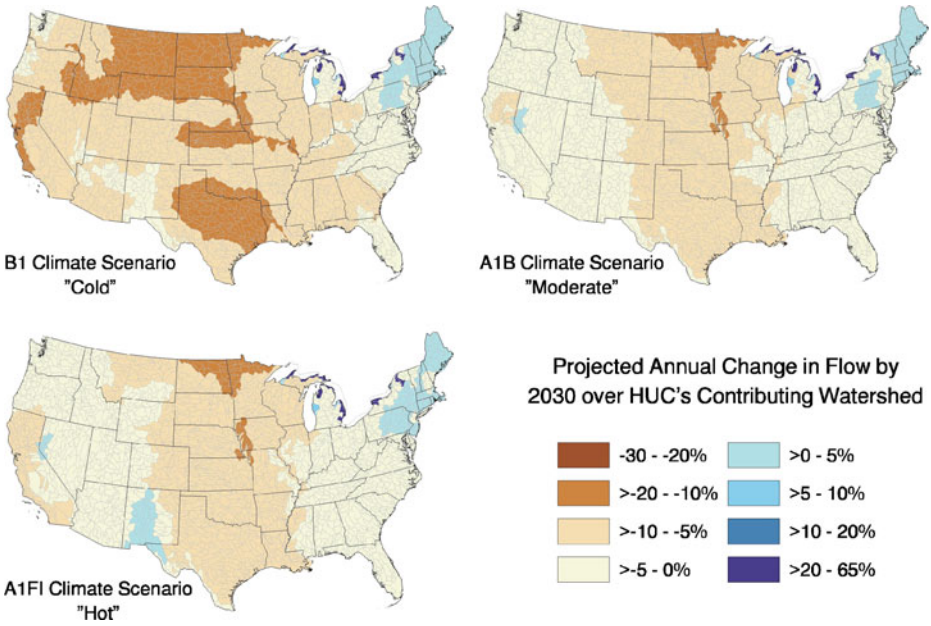 B1 Climate Scenario
"Cold"
A1B Climate Scenario
"Moderate"
A1FI Climate Scenario
"Hot"
Projected Annual Change in Flow by
2030 over HUC's Contributing Watershed
-30 - -20%
>-20 - -10%
>-10 - -5%
>-5 - 0%
>0 - 5%
>5 - 10%
>10 - 20%
>20 - 65%